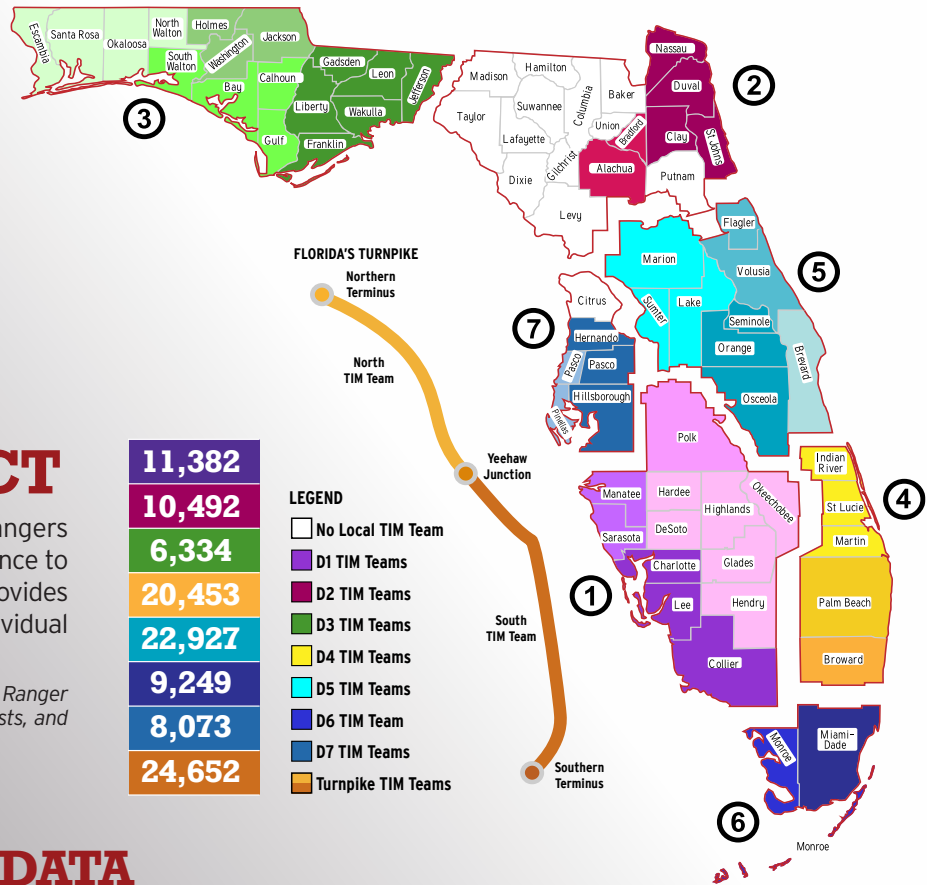 Escambia
Santa Rosa
Okaloosa
North
Walton
South
Walton
Holmes
Washington
Jackson
Bay
Calhoun
Gulf
Gadsden
Liberty
Franklin
Leon
Wakulla
Jefferson
3
Madison
Hamilton
Taylor
Suwannee
Columbia
Baker
Lafayette
Union
Bradford
Gilchrist
Dixie
Alachua
Levy
Putnam
Nassau
Duval
Clay
St Johns
2
FLORIDA'S TURNPIKE
Northern
Terminus
North
TIM Team
Yeehaw
Junction
South
TIM Team
Southern
Terminus
Flagler
Volusia
Marion
Sumter
Lake
Seminole
Orange
Brevard
Osceola
5
Citrus
Hernando
Pasco
Pasco
Hillsborough
Pinellas
7
Polk
Manatee
Hardee
Highlands
Okeechobee
Sarasota
DeSoto
Charlotte
Glades
Lee
Hendry
Collier
1
Indian
River
St Lucie
Martin
Palm Beach
Broward
4
Monroe
Miami-
Dade
Monroe
6
CT
angers
nce to
ovides
vidual
Ranger
sts, and
11,382
10,492
6,334
20,453
22,927
9,249
8,073
24,652
LEGEND
No Local TIM Team
D1 TIM Teams
D2 TIM Teams
D3 TIM Teams
D4 TIM Teams
D5 TIM Teams
D6 TIM Team
D7 TIM Teams
Turnpike TIM Teams
DATA